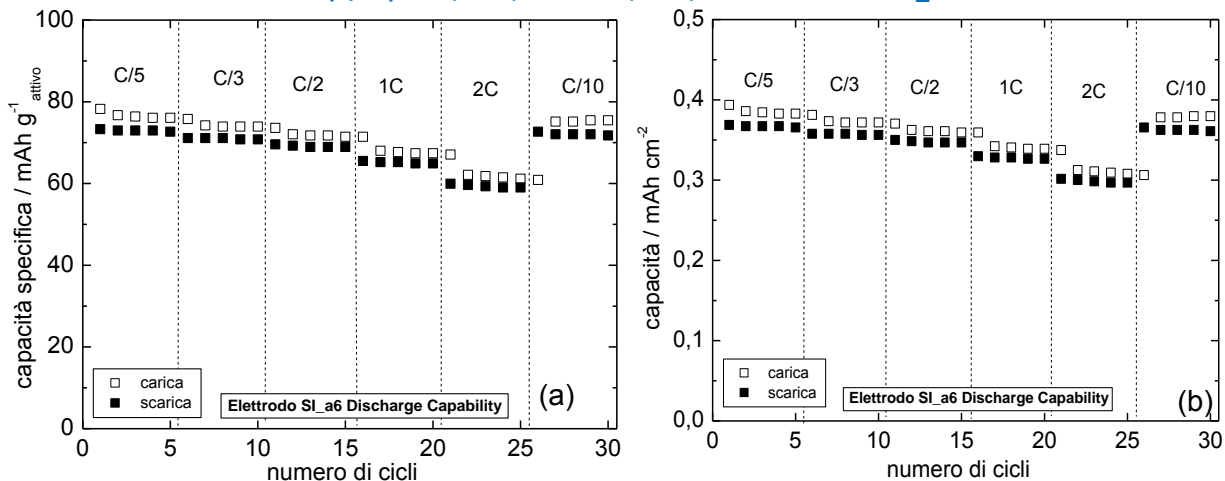 capacità specifica / mAh g-1 attivo
100
80
60
40
20
0
C/5
C/3
C/2
1C
2C
C/10
carica
scarica
Elettrodo SI_a6 Discharge Capability
(a)
0 5 10 15 20 25 30
numero di cicli
capacità / mAh cm-2
0,5
0,4
0,3
0,2
0,1
0,0
C/5
C/3
C/2
1C
2C
C/10
carica
scarica
Elettrodo SI_a6 Discharge Capability
(b)
0 5 10 15 20 25 30
numero di cicli